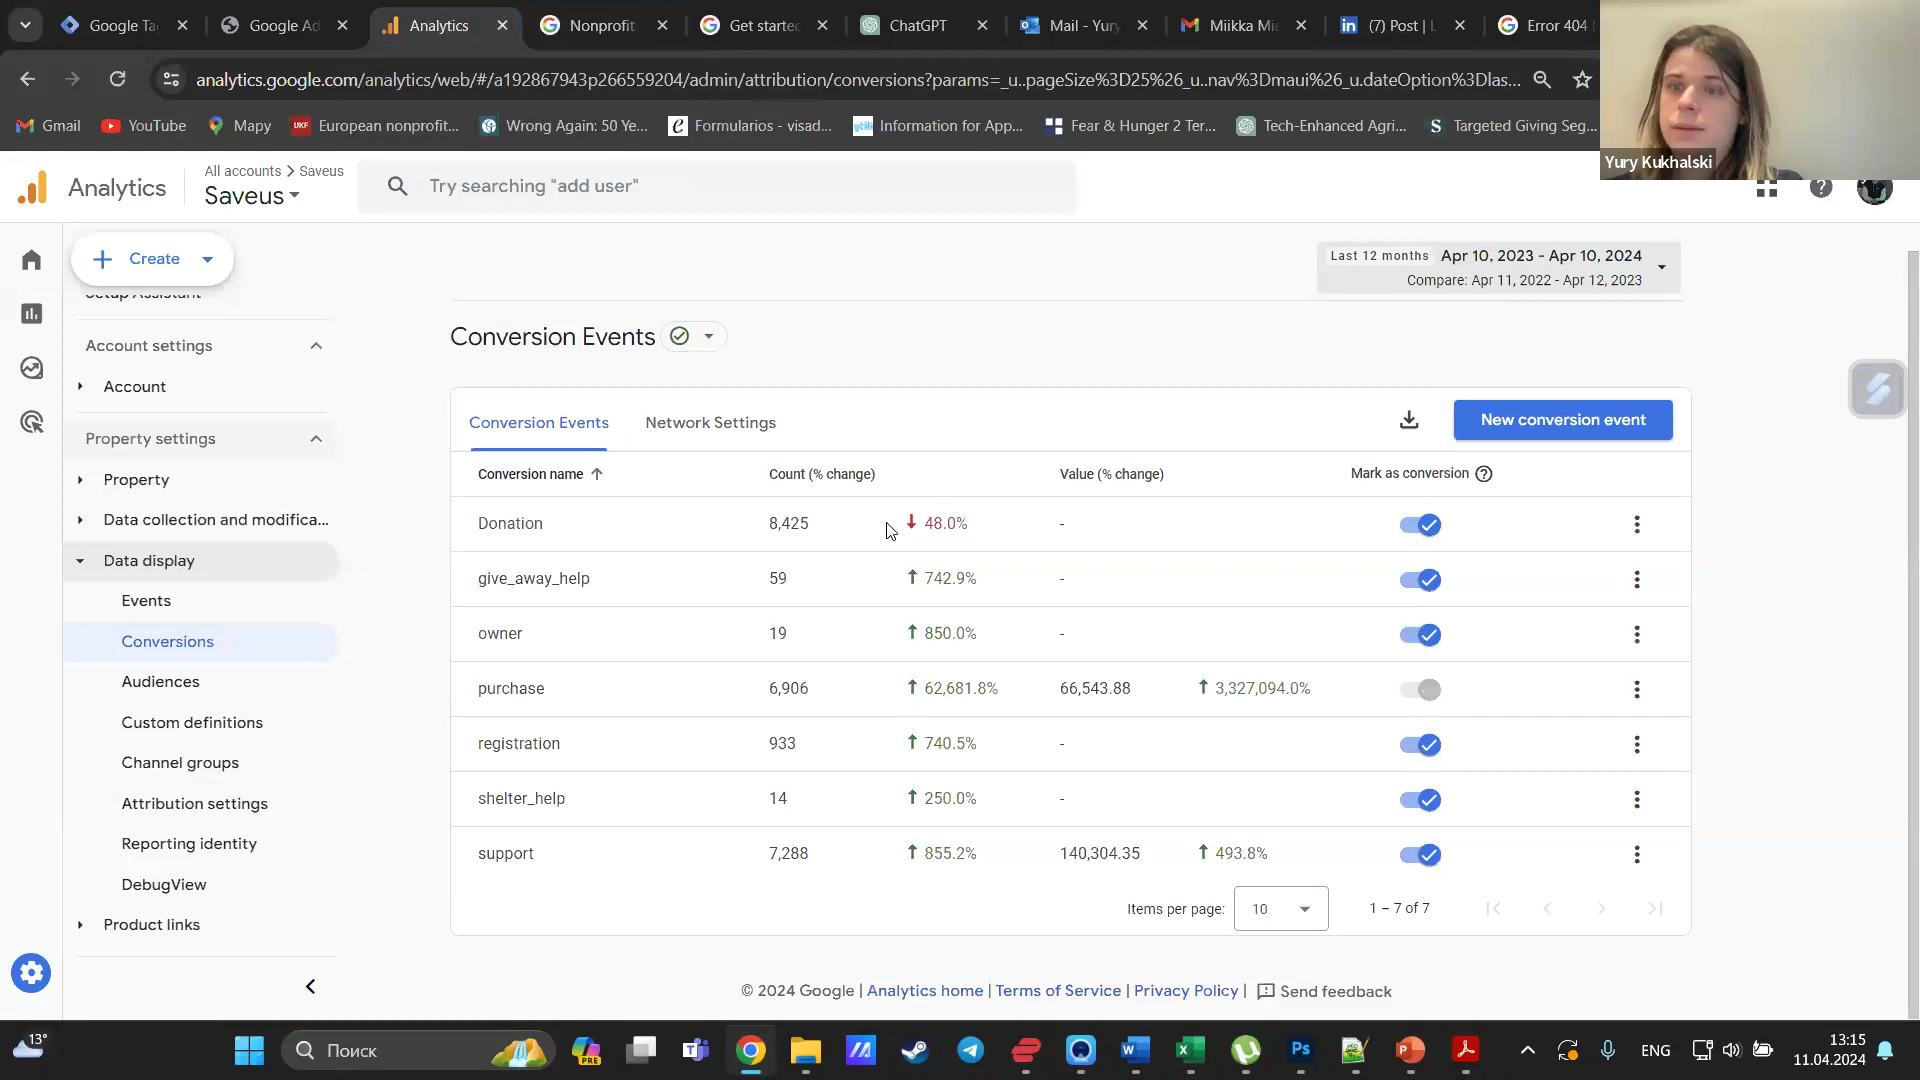 Google Ta
Google Ad
Analytics
Nonprofit
Get starte
ChatGPT
Mail - Yury
Miikka Mi
(7) Post | L
Error 404
analytics.google.com/analytics/web/#/a192867943p266559204/admin/attribution/conversions?params=_u..pageSize%3D25%26_u..nav%3Dmaui%26_u.dateOption%3Dlas...
Gmail
YouTube
Mapy
UKF
European nonprofit...
Wrong Again: 50 Ye...
Formularios - visad...
Information for App...
Fear & Hunger 2 Ter...
Tech-Enhanced Agri...
Targeted Giving Seg...
Yury Kukhalski
Analytics
All accounts > Saveus
Saveus
Try searching "add user"
Create
Setup Assistant
Account settings
Account
Property settings
Property
Data collection and modifica...
Data display
Events
Conversions
Audiences
Custom definitions
Channel groups
Attribution settings
Reporting identity
DebugView
Product links
Last 12 months Apr 10, 2023 - Apr 10, 2024
Compare: Apr 11, 2022 - Apr 12, 2023
Conversion Events
Conversion Events
Network Settings
New conversion event
Conversion name Count (% change) Value (% change) Mark as conversion
Donation 8,425 48.0% -
give_away_help 59 742.9% -
owner 19 850.0% -
purchase 6,906 62,681.8% 66,543.88 3,327,094.0%
registration 933 740.5% -
shelter_help 14 250.0% -
support 7,288 855.2% 140,304.35 493.8%
Items per page: 10 1 – 7 of 7
© 2024 Google | Analytics home | Terms of Service | Privacy Policy | Send feedback
13°
Поиск
PRE
ENG
13:15
11.04.2024